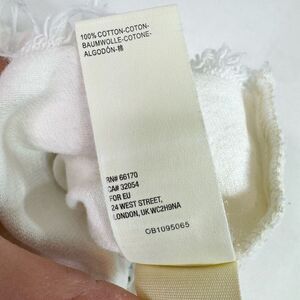 100% COTTON-COTON-
BAUMWOLLE-COTONE-
ALGODÓN-棉
RN# 66170
CA# 32054
FOR EU
24 WEST STREET,
LONDON, UK WC2H9NA
OB1095065